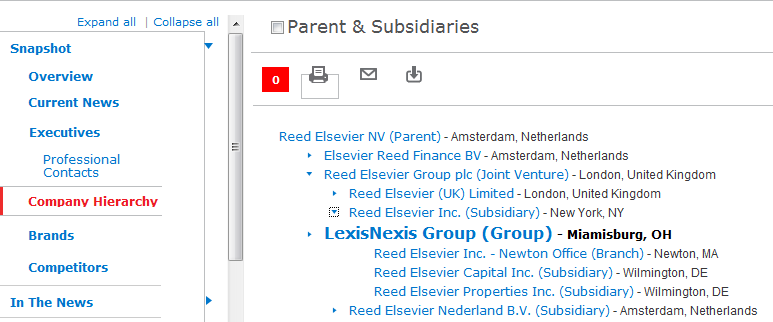 Expand all | Collapse all
Snapshot
Overview
Current News
Executives
Professional
Contacts
Company Hierarchy
Brands
Competitors
In The News
Parent & Subsidiaries
0
Reed Elsevier NV (Parent) - Amsterdam, Netherlands
Elsevier Reed Finance BV - Amsterdam, Netherlands
Reed Elsevier Group plc (Joint Venture) - London, United Kingdom
Reed Elsevier (UK) Limited - London, United Kingdom
Reed Elsevier Inc. (Subsidiary) - New York, NY
LexisNexis Group (Group) - Miamisburg, OH
Reed Elsevier Inc. - Newton Office (Branch) - Newton, MA
Reed Elsevier Capital Inc. (Subsidiary) - Wilmington, DE
Reed Elsevier Properties Inc. (Subsidiary) - Wilmington, DE
Reed Elsevier Nederland B.V. (Subsidiary) - Amsterdam, Netherlands